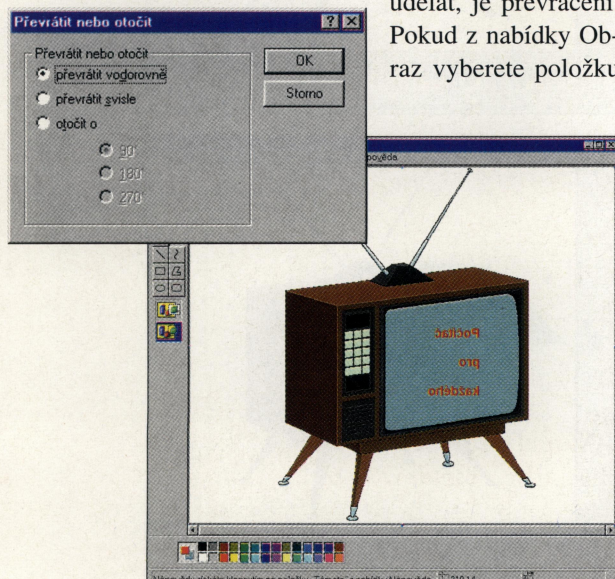 udělat, je převrácení
Pokud z nabídky Ob-
raz vyberete položku
Převrátit nebo otočit
Převrátit nebo otočit
převrátit vodorovně
převrátit svisle
otočit o
90°
180°
270°
OK
Storno
pověda
Počítač
pro
každého